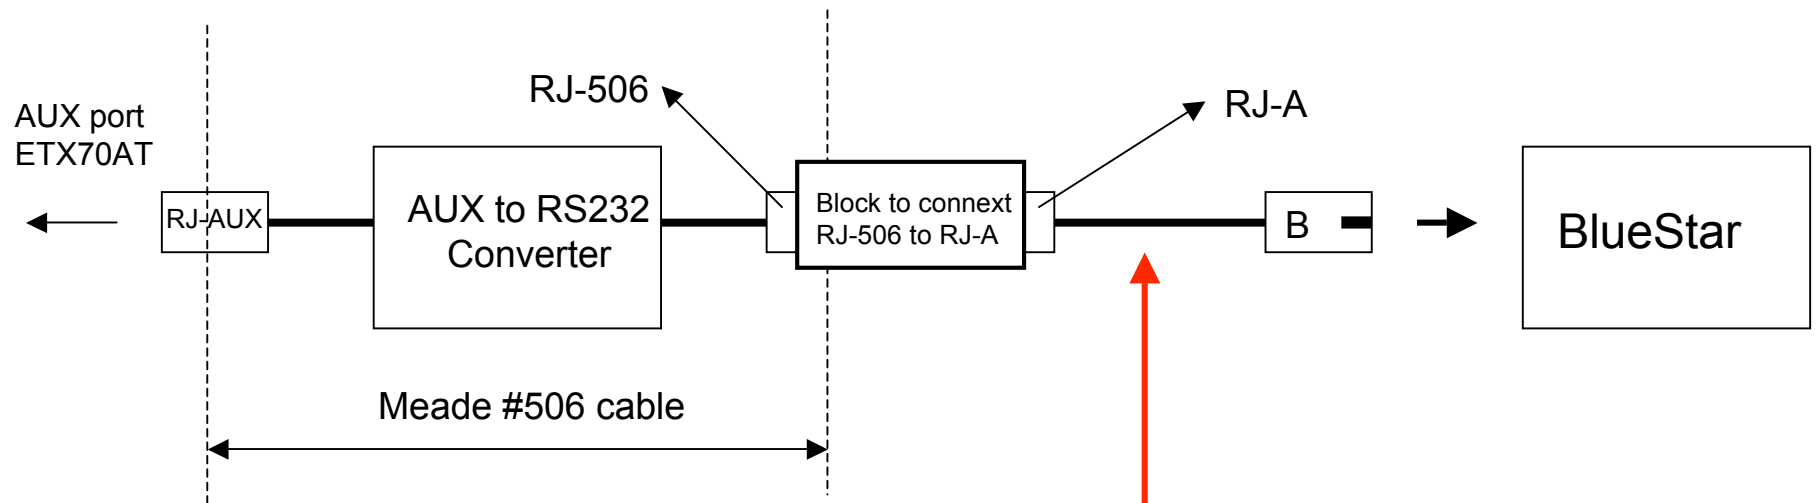 RJ-506
RJ-A
AUX port
ETX70AT
RJ-AUX
AUX to RS232
Converter
Block to connext
RJ-506 to RJ-A
B
BlueStar
Meade #506 cable